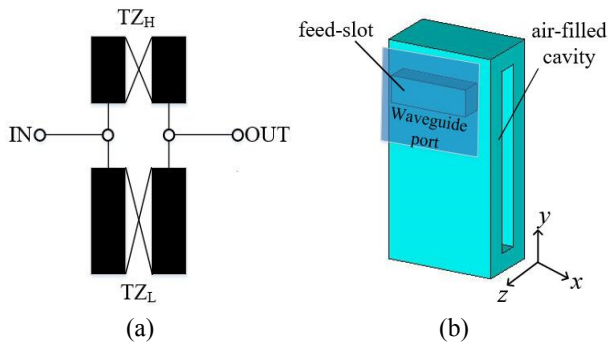 TZH
IN
OUT
TZL
(a)
feed-slot
air-filled
cavity
Waveguide
port
y
x
z
(b)